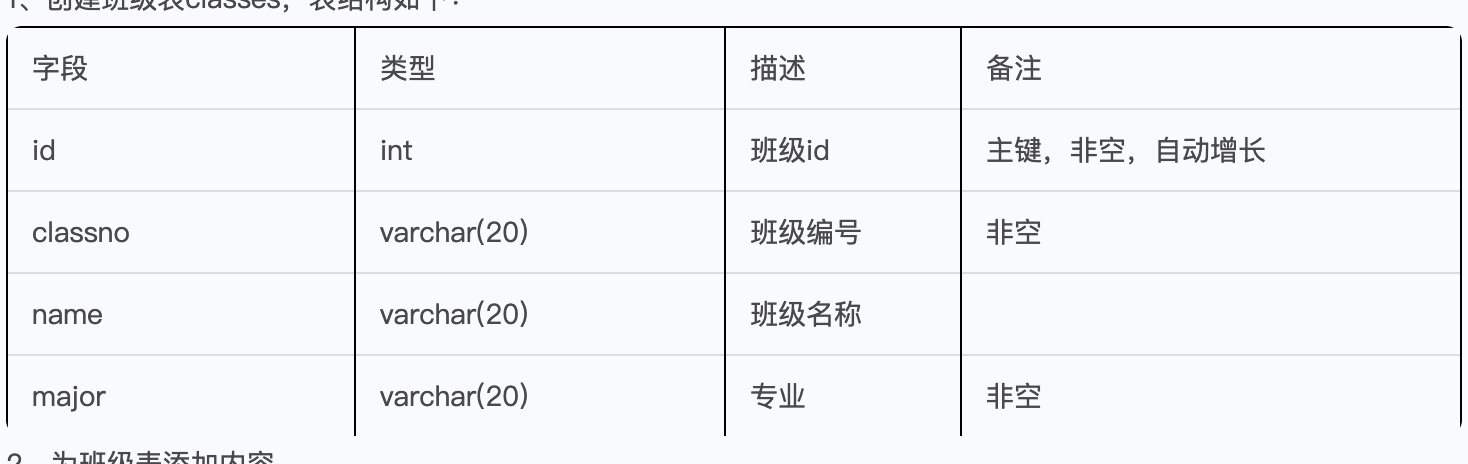 1、创建班级表classes，表结构如下：
字段 类型 描述 备注
id int 班级id 主键，非空，自动增长
classno varchar(20) 班级编号 非空
name varchar(20) 班级名称
major varchar(20) 专业 非空
2、为班级表添加内容